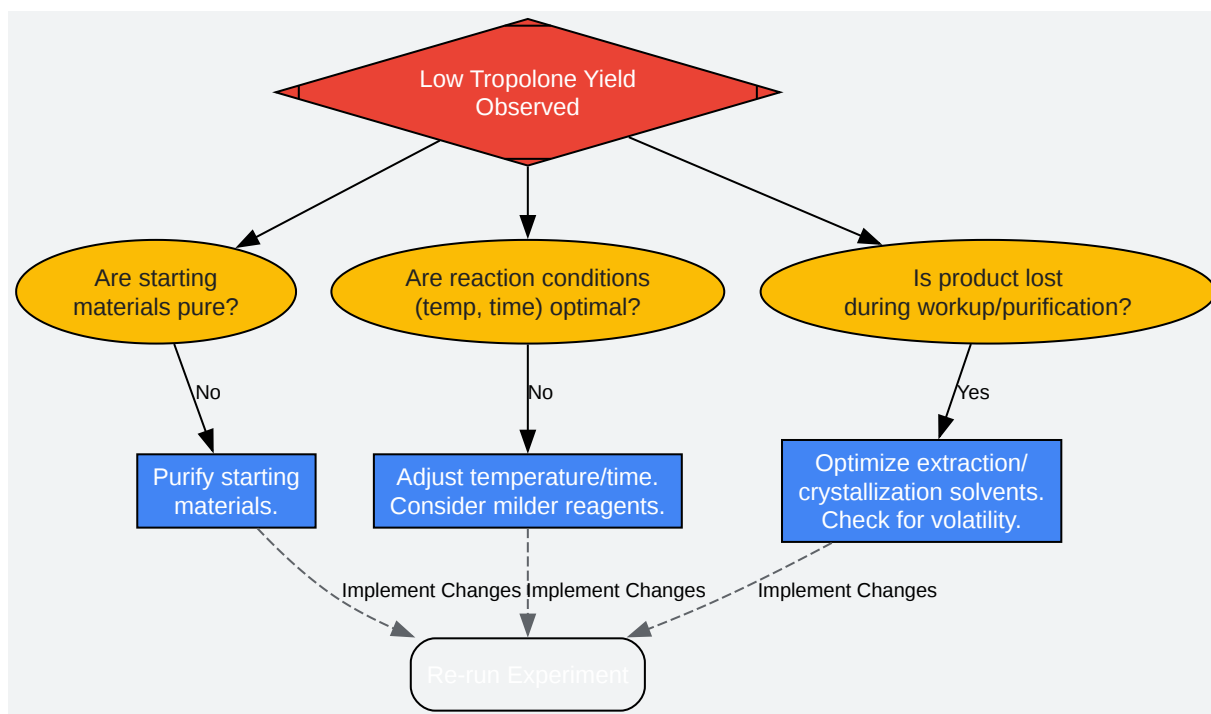 Low Tropolone Yield
Observed
Are starting
materials pure?
Are reaction conditions
(temp, time) optimal?
Is product lost
during workup/purification?
No
No
Yes
Purify starting
materials.
Adjust temperature/time.
Consider milder reagents.
Optimize extraction/
crystallization solvents.
Check for volatility.
Implement Changes
Implement Changes
Implement Changes
Re-run Experiment